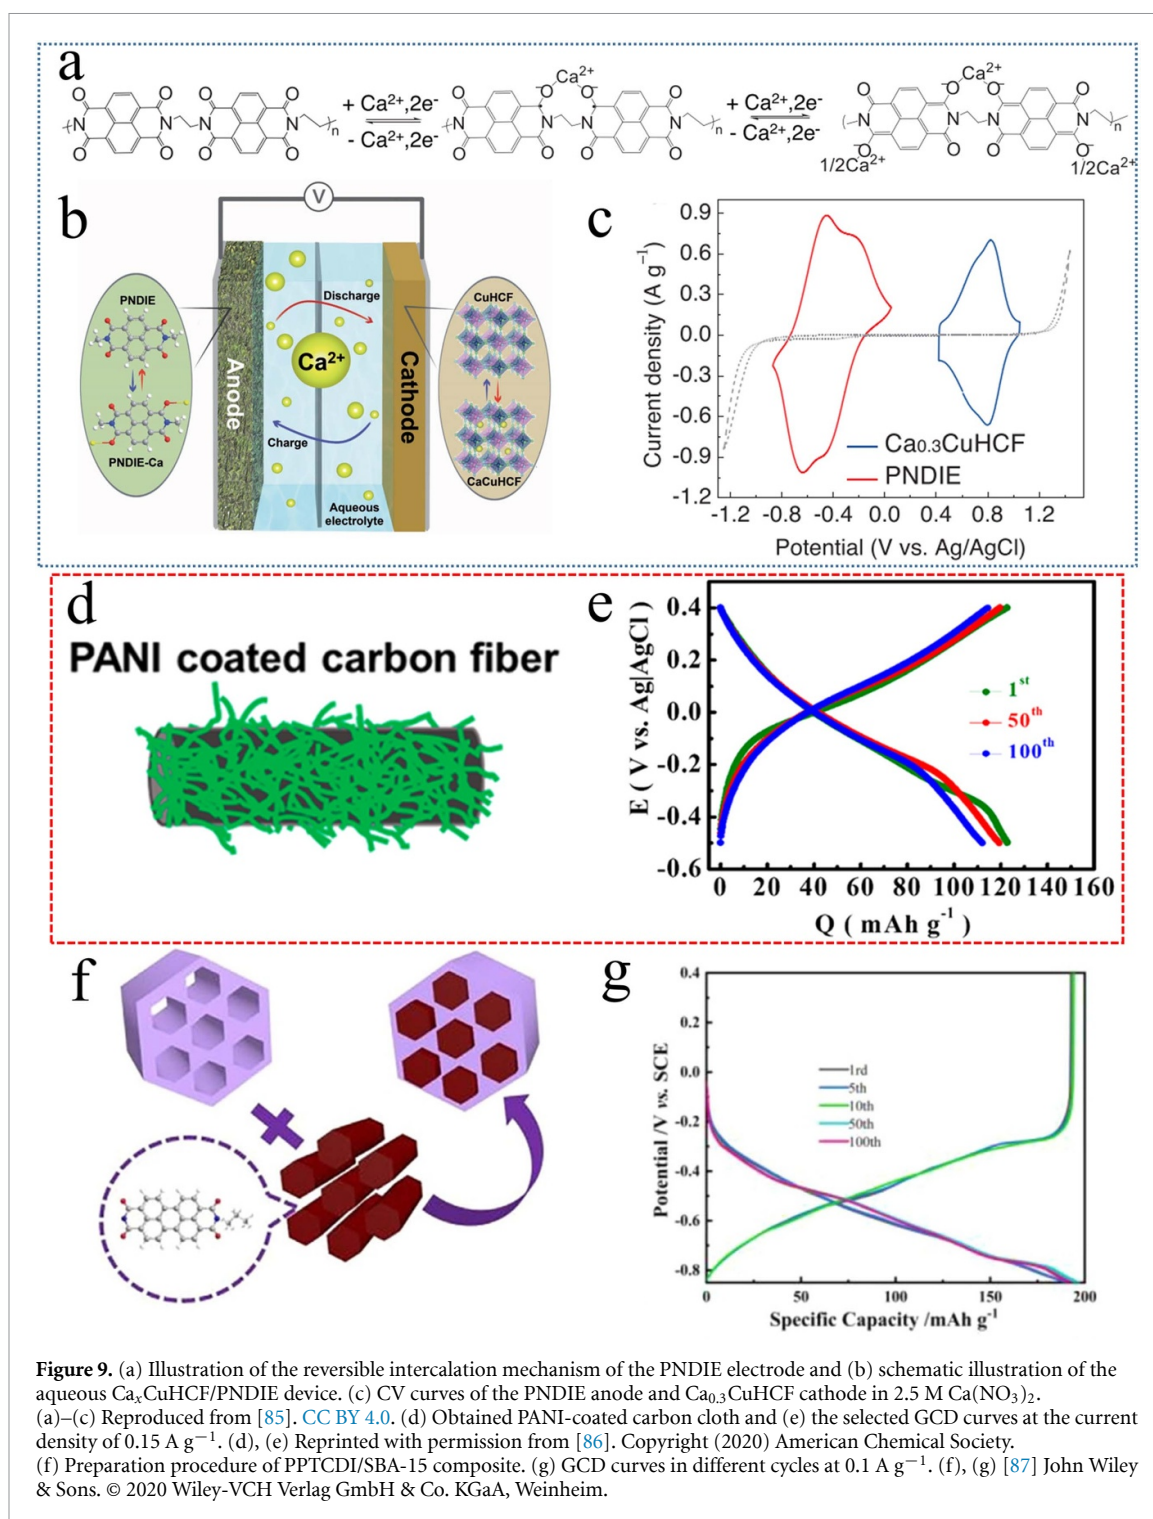 a
O O O O
N N N N
O O O O
n
+ Ca²⁺,2e⁻
- Ca²⁺,2e⁻
Ca²⁺
O O O O
N N N N
O O O O
n
+ Ca²⁺,2e⁻
- Ca²⁺,2e⁻
Ca²⁺
O O O O
N N N N
O O O O
n
1/2Ca²⁺
1/2Ca²⁺
b
V
PNDIE
PNDIE-Ca
Anode
Discharge
Ca²⁺
Charge
Aqueous
electrolyte
Cathode
CuHCF
CaCuHCF
c
Current density (A g⁻¹)
0.9
0.6
0.3
0.0
-0.3
-0.6
-0.9
-1.2
Ca0.3CuHCF
PNDIE
-1.2 -0.8 -0.4 0.0 0.4 0.8 1.2
Potential (V vs. Ag/AgCl)
d
PANI coated carbon fiber
e
E ( V vs. Ag|AgCl)
0.4
0.2
0.0
-0.2
-0.4
-0.6
1st
50th
100th
0 20 40 60 80 100 120 140 160
Q ( mAh g⁻¹ )
f
g
Potential /V vs. SCE
0.4
0.2
0.0
-0.2
-0.4
-0.6
-0.8
1rd
5th
10th
50th
100th
0 50 100 150 200
Specific Capacity /mAh g⁻¹
Figure 9. (a) Illustration of the reversible intercalation mechanism of the PNDIE electrode and (b) schematic illustration of the
aqueous CaₓCuHCF/PNDIE device. (c) CV curves of the PNDIE anode and Ca₀.₃CuHCF cathode in 2.5 M Ca(NO₃)₂.
(a)–(c) Reproduced from [85]. CC BY 4.0. (d) Obtained PANI-coated carbon cloth and (e) the selected GCD curves at the current
density of 0.15 A g⁻¹. (d), (e) Reprinted with permission from [86]. Copyright (2020) American Chemical Society.
(f) Preparation procedure of PPTCDI/SBA-15 composite. (g) GCD curves in different cycles at 0.1 A g⁻¹. (f), (g) [87] John Wiley
& Sons. © 2020 Wiley-VCH Verlag GmbH & Co. KGaA, Weinheim.